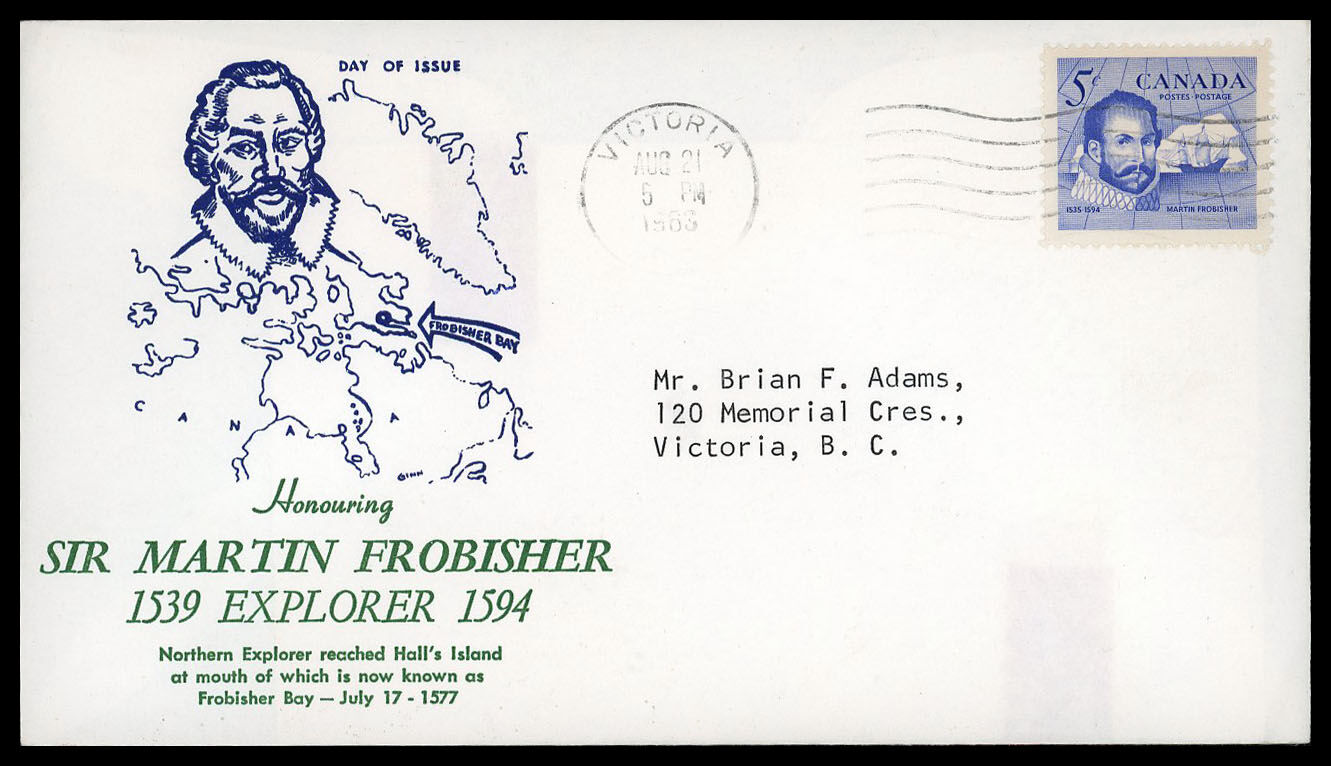 DAY OF ISSUE
FROBISHER BAY
C A N A D A
GINN
Honouring
SIR MARTIN FROBISHER
1539 EXPLORER 1594
Northern Explorer reached Hall's Island
at mouth of which is now known as
Frobisher Bay — July 17 - 1577
VICTORIA
AUG 21
5 PM
1963
5¢ CANADA
POSTES · POSTAGE
1535-1594 MARTIN FROBISHER
Mr. Brian F. Adams,
120 Memorial Cres.,
Victoria, B. C.